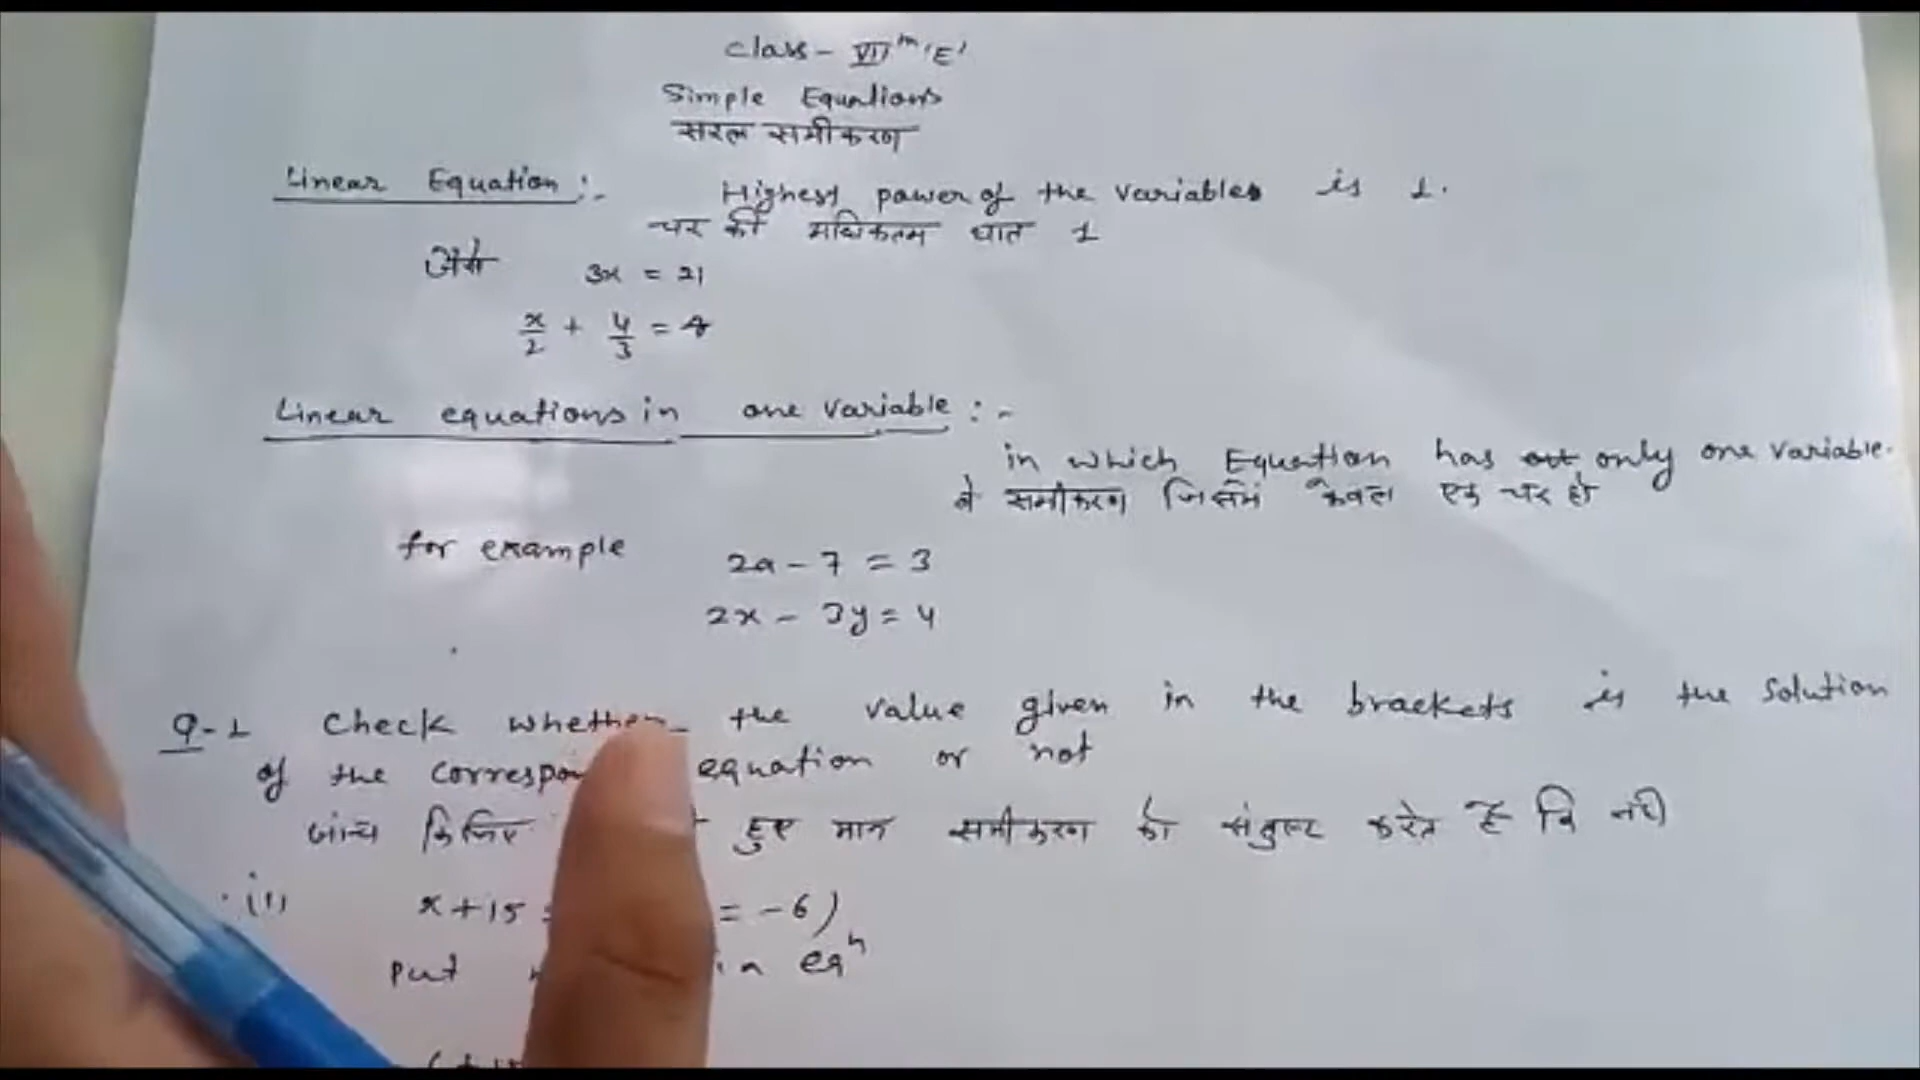 Class - VII th 'E'
Simple Equations
सरल समीकरण
Linear Equation :- Highest power of the variables is 1.
चर की अधिकतम घात 1
जैसे 3x = 21
x/2 + 4/3 = 4
Linear equations in one variable :-
in which Equation has only one variable.
वे समीकरण जिसमें केवल एक चर हो
for example 2a - 7 = 3
2x - 3y = 4
Q-1 Check whether the value given in the brackets is the solution
of the equation or not
जांच किजिए हुए मान समीकरण को संतुष्ट करते हैं कि नही
(i) x + 15 = = -6)
put in eqn